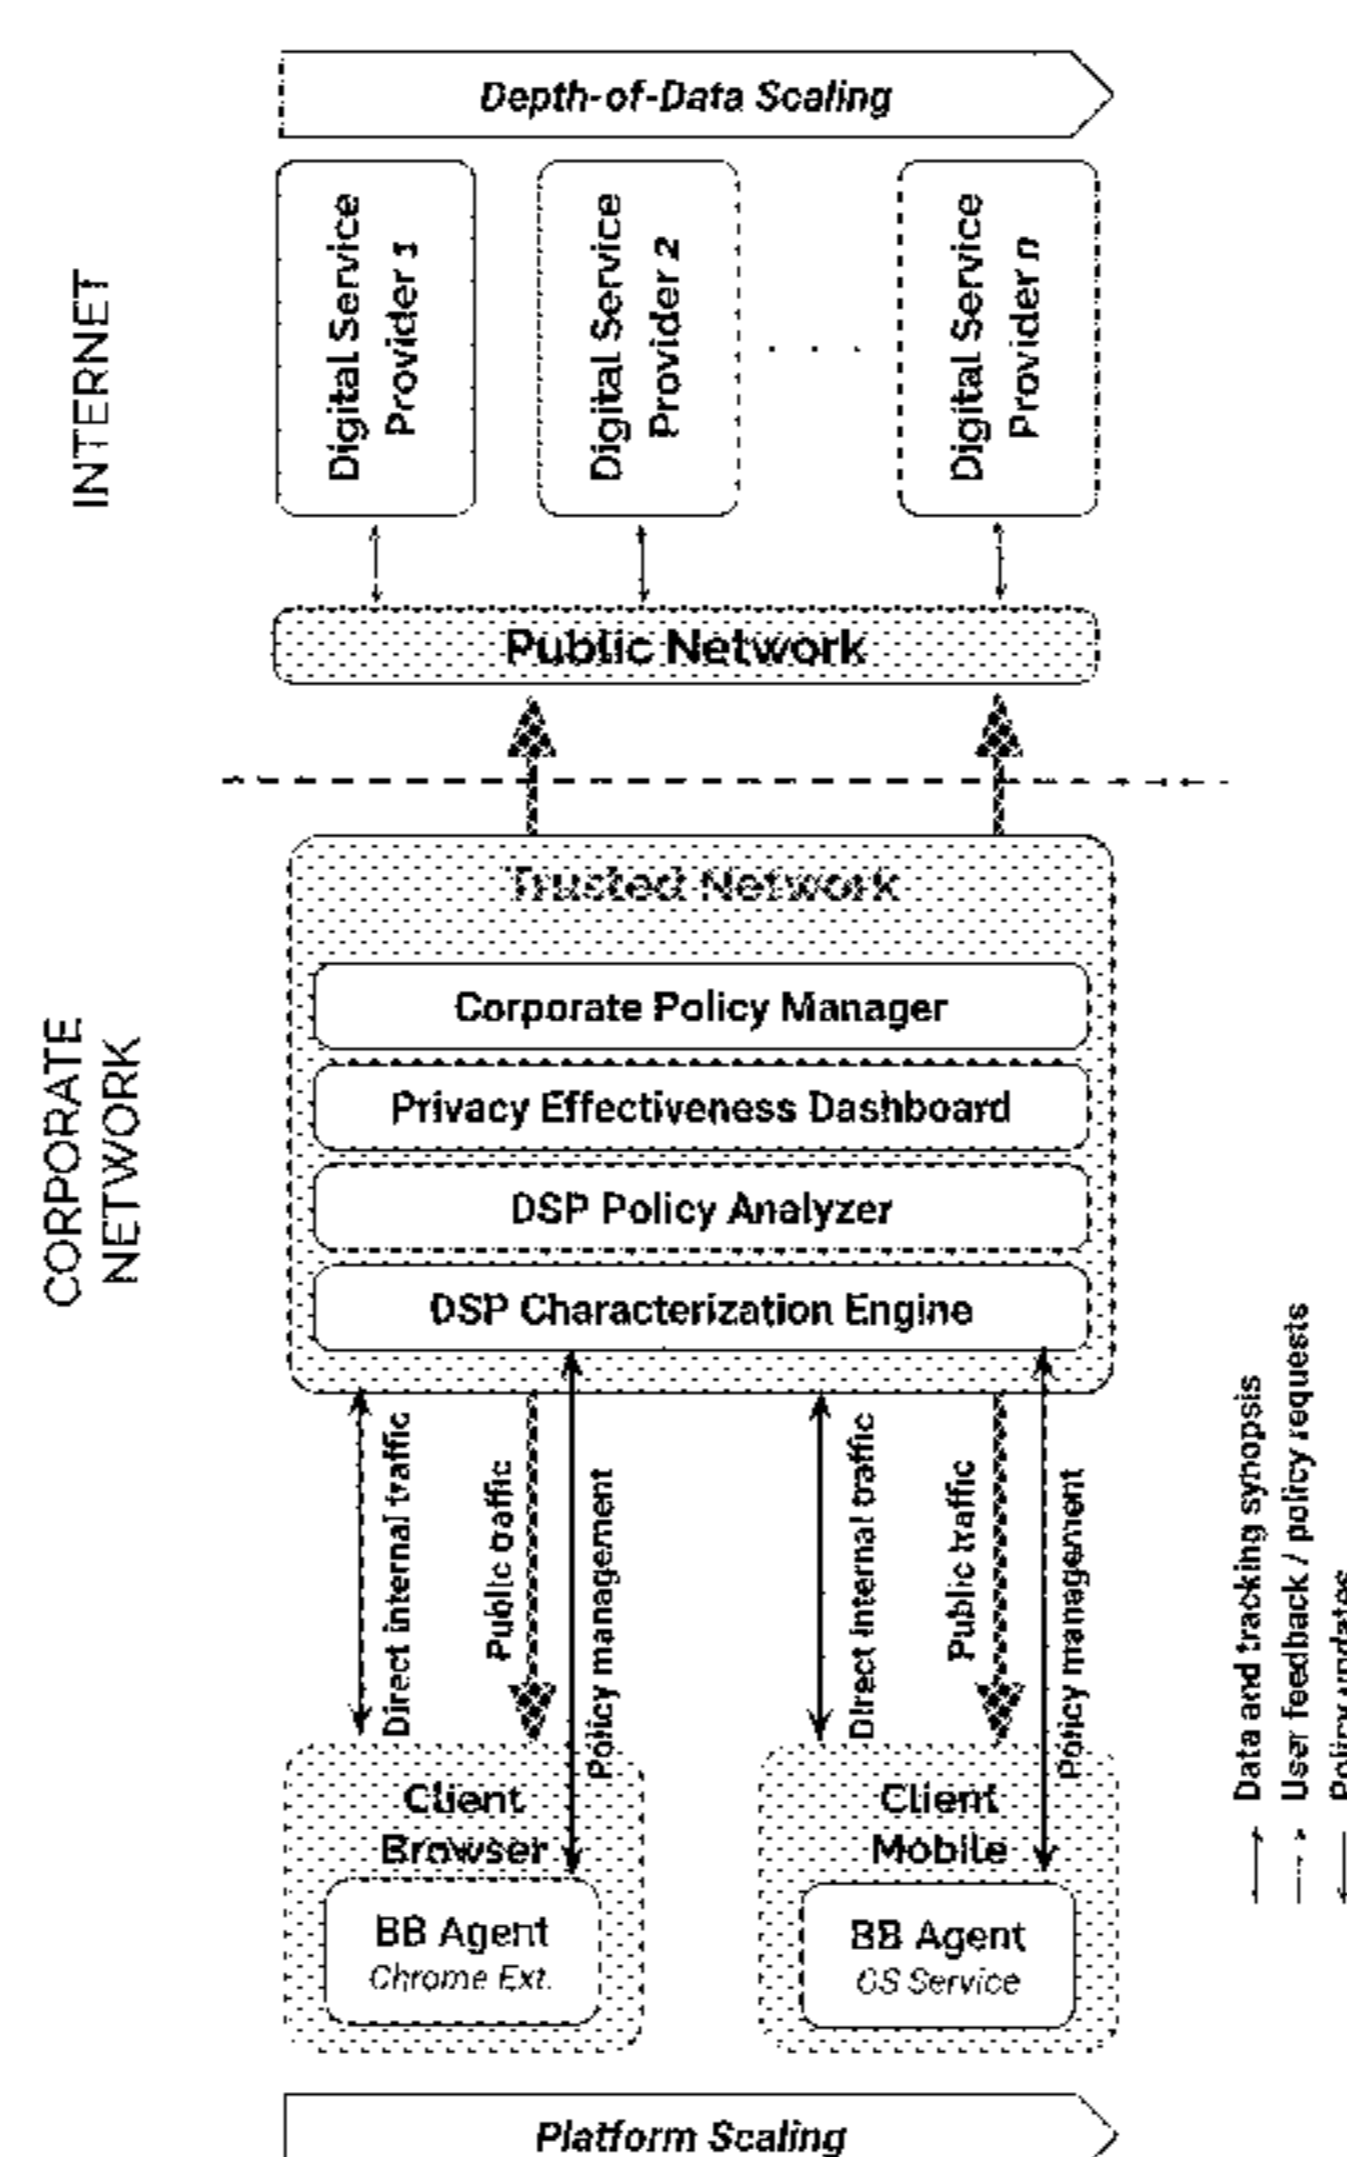 Depth-of-Data Scaling
INTERNET
Digital Service
Provider 1
Digital Service
Provider 2
. . .
Digital Service
Provider n
Public Network
CORPORATE
NETWORK
Trusted Network
Corporate Policy Manager
Privacy Effectiveness Dashboard
DSP Policy Analyzer
DSP Characterization Engine
Direct internal traffic
Public traffic
Policy management
Direct internal traffic
Public traffic
Policy management
Client
Browser
BB Agent
Chrome Ext.
Client
Mobile
BB Agent
OS Service
Data and tracking synopsis
User feedback / policy requests
Policy updates
Platform Scaling